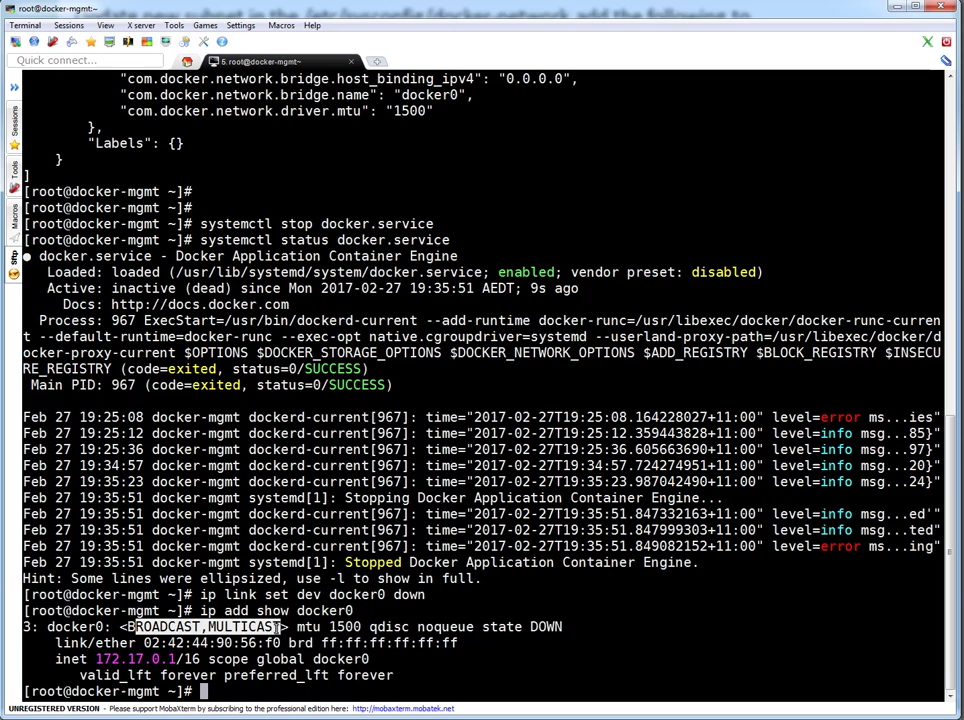 root@docker-mgmt:~
Terminal Sessions View X server Tools Games Settings Macros Help
Quick connect...
5. root@docker-mgmt:~
Sessions
Tools
Macros
Sftp
"com.docker.network.bridge.host_binding_ipv4": "0.0.0.0",
"com.docker.network.bridge.name": "docker0",
"com.docker.network.driver.mtu": "1500"
},
"Labels": {}
}
]
[root@docker-mgmt ~]#
[root@docker-mgmt ~]#
[root@docker-mgmt ~]# systemctl stop docker.service
[root@docker-mgmt ~]# systemctl status docker.service
● docker.service - Docker Application Container Engine
Loaded: loaded (/usr/lib/systemd/system/docker.service; enabled; vendor preset: disabled)
Active: inactive (dead) since Mon 2017-02-27 19:35:51 AEDT; 9s ago
Docs: http://docs.docker.com
Process: 967 ExecStart=/usr/bin/dockerd-current --add-runtime docker-runc=/usr/libexec/docker/docker-runc-curren
t --default-runtime=docker-runc --exec-opt native.cgroupdriver=systemd --userland-proxy-path=/usr/libexec/docker/d
ocker-proxy-current $OPTIONS $DOCKER_STORAGE_OPTIONS $DOCKER_NETWORK_OPTIONS $ADD_REGISTRY $BLOCK_REGISTRY $INSECU
RE_REGISTRY (code=exited, status=0/SUCCESS)
Main PID: 967 (code=exited, status=0/SUCCESS)
Feb 27 19:25:08 docker-mgmt dockerd-current[967]: time="2017-02-27T19:25:08.164228027+11:00" level=error ms...ies"
Feb 27 19:25:12 docker-mgmt dockerd-current[967]: time="2017-02-27T19:25:12.359443828+11:00" level=info msg...85}"
Feb 27 19:25:36 docker-mgmt dockerd-current[967]: time="2017-02-27T19:25:36.605663690+11:00" level=info msg...97}"
Feb 27 19:34:57 docker-mgmt dockerd-current[967]: time="2017-02-27T19:34:57.724274951+11:00" level=info msg...20}"
Feb 27 19:35:23 docker-mgmt dockerd-current[967]: time="2017-02-27T19:35:23.987042490+11:00" level=info msg...24}"
Feb 27 19:35:51 docker-mgmt systemd[1]: Stopping Docker Application Container Engine...
Feb 27 19:35:51 docker-mgmt dockerd-current[967]: time="2017-02-27T19:35:51.847332163+11:00" level=info msg...ed'"
Feb 27 19:35:51 docker-mgmt dockerd-current[967]: time="2017-02-27T19:35:51.847999303+11:00" level=info msg...ted"
Feb 27 19:35:51 docker-mgmt dockerd-current[967]: time="2017-02-27T19:35:51.849082152+11:00" level=error ms...ing"
Feb 27 19:35:51 docker-mgmt systemd[1]: Stopped Docker Application Container Engine.
Hint: Some lines were ellipsized, use -l to show in full.
[root@docker-mgmt ~]# ip link set dev docker0 down
[root@docker-mgmt ~]# ip add show docker0
3: docker0: <BROADCAST,MULTICAST> mtu 1500 qdisc noqueue state DOWN
link/ether 02:42:44:90:56:f0 brd ff:ff:ff:ff:ff:ff
inet 172.17.0.1/16 scope global docker0
valid_lft forever preferred_lft forever
[root@docker-mgmt ~]#
UNREGISTERED VERSION - Please support MobaXterm by subscribing to the professional edition here: http://mobaxterm.mobatek.net